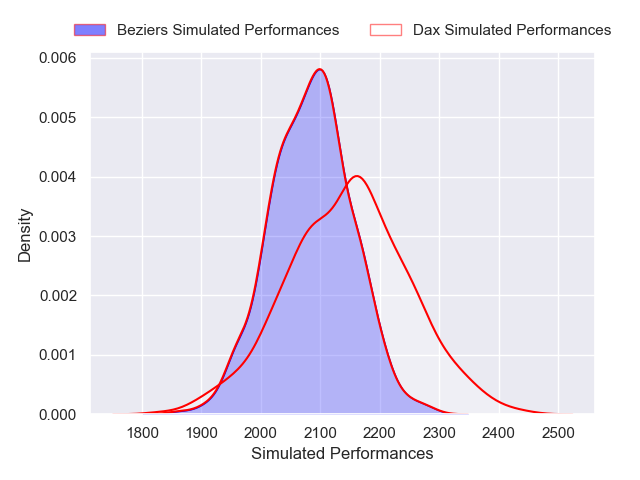 Beziers Simulated Performances Dax Simulated Performances
0.006
0.005
0.004
0.003
0.002
0.001
0.000
Density
1800 1900 2000 2100 2200 2300 2400 2500
Simulated Performances